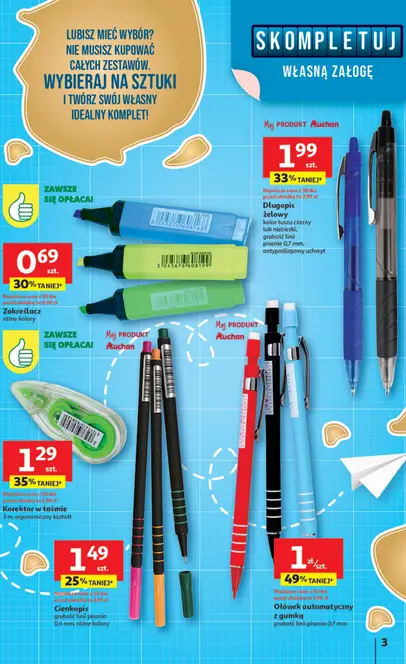 LUBISZ MIEĆ WYBÓR?
NIE MUSISZ KUPOWAĆ
CAŁYCH ZESTAWÓW.
WYBIERAJ NA SZTUKI
I TWÓRZ SWÓJ WŁASNY
IDEALNY KOMPLET!
SKOMPLETUJ
WŁASNĄ ZAŁOGĘ
Mój PRODUKT Auchan
1 99
szt.
33% TANIEJ*
Długopis
żelowy
kolor tuszu czarny
lub niebieski,
grubość linii
pisania 0,7 mm,
antypoślizgowy uchwyt
ZAWSZE
SIĘ OPŁACA!
0 69
szt.
30% TANIEJ*
Zakreślacz
różne kolory
ZAWSZE
SIĘ OPŁACA!
Mój PRODUKT
Auchan
Mój PRODUKT
Auchan
1 29
szt.
35% TANIEJ*
Korektor w taśmie
5 m, ergonomiczny kształt
1 49
szt.
25% TANIEJ*
Cienkopis
grubość linii pisania
0,4 mm, różne kolory
1 zł/
szt.
49% TANIEJ*
Ołówek automatyczny
z gumką
grubość linii pisania 0,7 mm
3